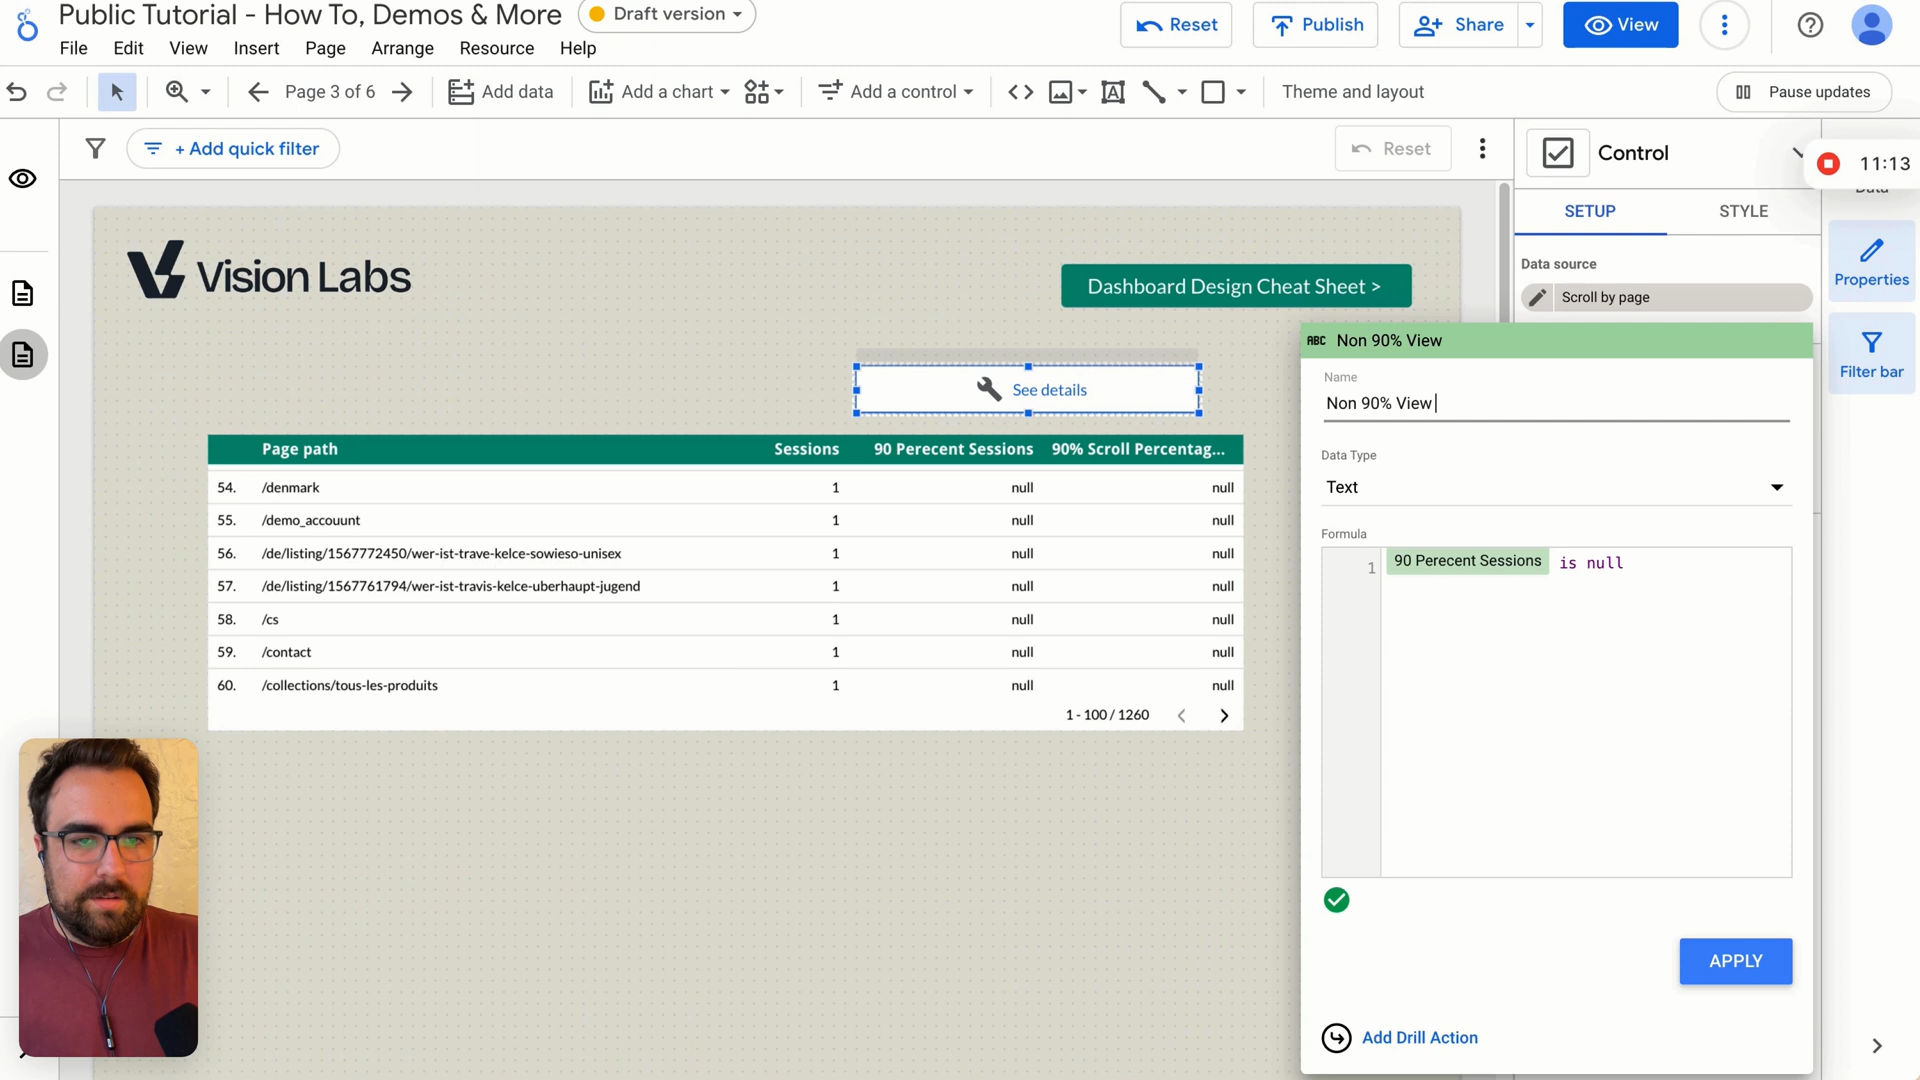 Public Tutorial - How To, Demos & More
Draft version
Reset
Publish
Share
View
File Edit View Insert Page Arrange Resource Help
Page 3 of 6
Add data
Add a chart
Add a control
Theme and layout
Pause updates
+ Add quick filter
Reset
Control
11:13
SETUP
STYLE
Data source
Scroll by page
Properties
Filter bar
Vision Labs
Dashboard Design Cheat Sheet >
See details
Page path Sessions 90 Perecent Sessions 90% Scroll Percentag...
54. /denmark 1 null null
55. /demo_accouunt 1 null null
56. /de/listing/1567772450/wer-ist-trave-kelce-sowieso-unisex 1 null null
57. /de/listing/1567761794/wer-ist-travis-kelce-uberhaupt-jugend 1 null null
58. /cs 1 null null
59. /contact 1 null null
60. /collections/tous-les-produits 1 null null
1 - 100 / 1260
ABC Non 90% View
Name
Non 90% View
Data Type
Text
Formula
1 90 Perecent Sessions is null
APPLY
Add Drill Action